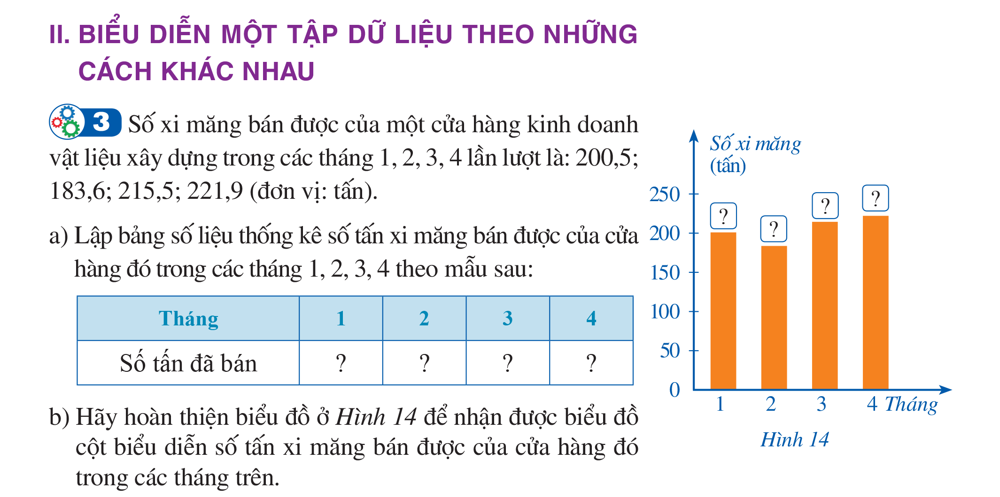 II. BIỂU DIỄN MỘT TẬP DỮ LIỆU THEO NHỮNG
CÁCH KHÁC NHAU
3 Số xi măng bán được của một cửa hàng kinh doanh
vật liệu xây dựng trong các tháng 1, 2, 3, 4 lần lượt là: 200,5;
183,6; 215,5; 221,9 (đơn vị: tấn).
a) Lập bảng số liệu thống kê số tấn xi măng bán được của cửa
hàng đó trong các tháng 1, 2, 3, 4 theo mẫu sau:
Tháng 1 2 3 4
Số tấn đã bán ? ? ? ?
b) Hãy hoàn thiện biểu đồ ở Hình 14 để nhận được biểu đồ
cột biểu diễn số tấn xi măng bán được của cửa hàng đó
trong các tháng trên.
Số xi măng
(tấn)
250
200
150
100
50
0
? ? ? ?
1 2 3 4 Tháng
Hình 14